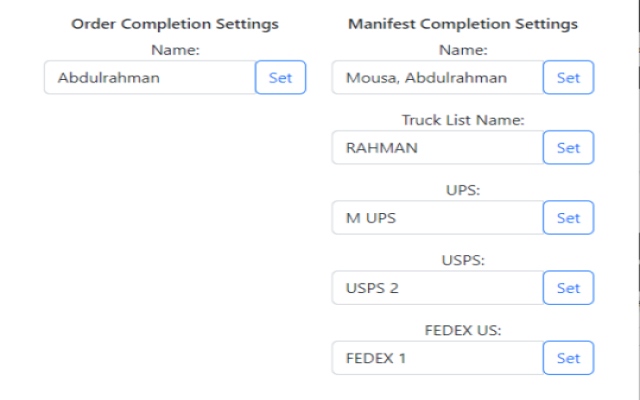 Order Completion Settings
Name:
Abdulrahman Set
Manifest Completion Settings
Name:
Mousa, Abdulrahman Set
Truck List Name:
RAHMAN Set
UPS:
M UPS Set
USPS:
USPS 2 Set
FEDEX US:
FEDEX 1 Set